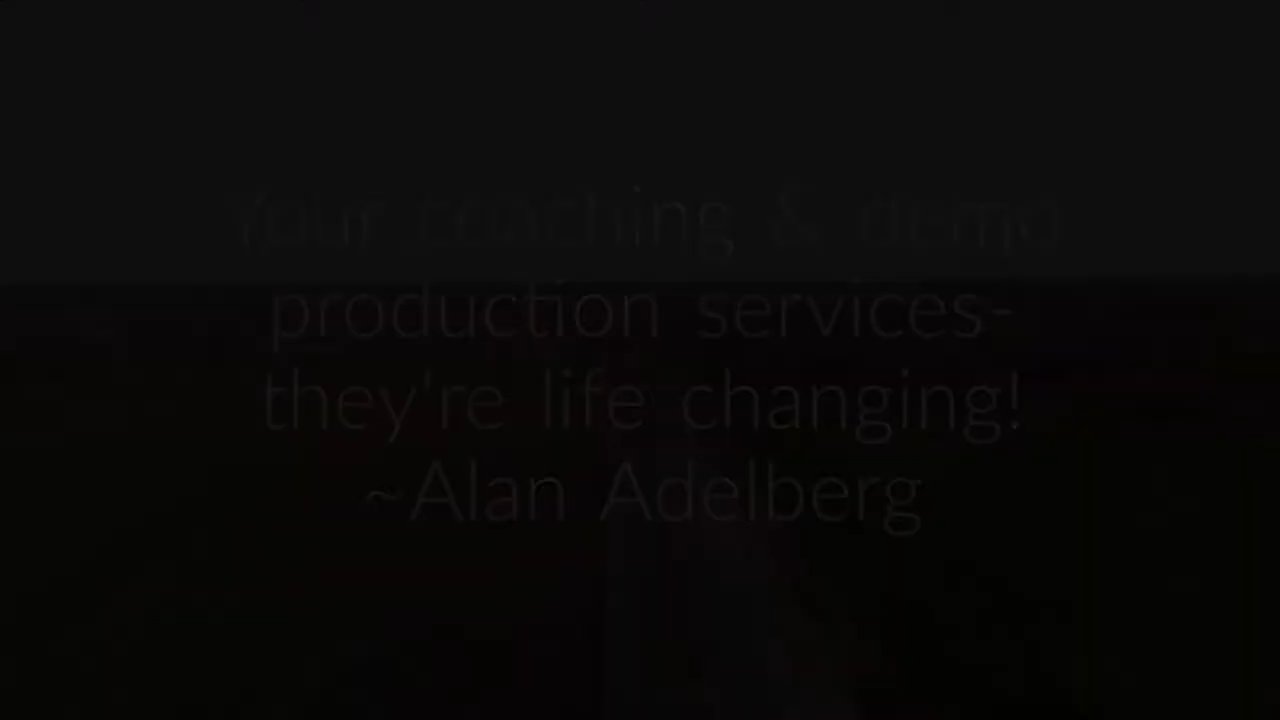 Your coaching & demo
production services-
they're life changing!
~Alan Adelberg